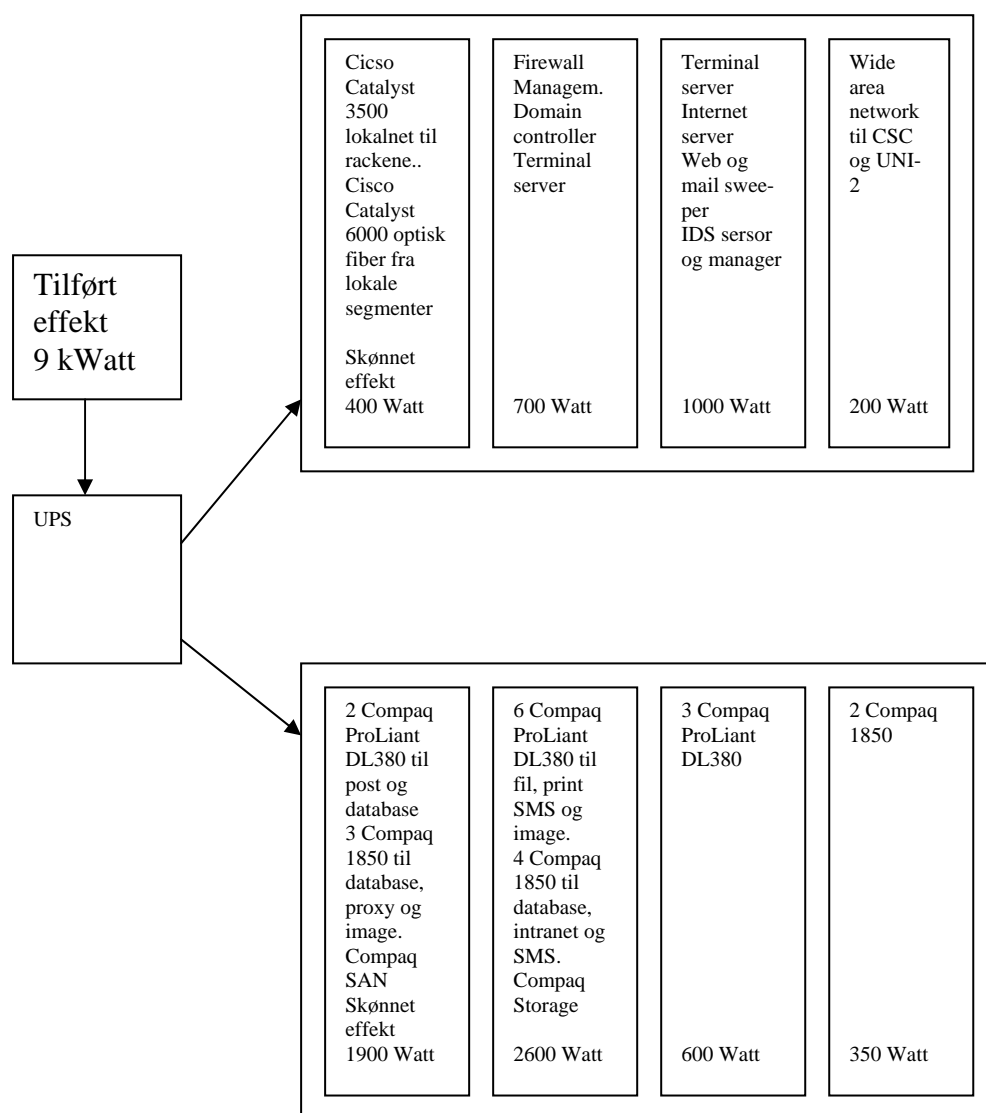 Tilført
effekt
9 kWatt
UPS
Cicso
Catalyst
3500
lokalnet til
rackene..
Cisco
Catalyst
6000 optisk
fiber fra
lokale
segmenter
Skønnet
effekt
400 Watt
Firewall
Managem.
Domain
controller
Terminal
server
700 Watt
Terminal
server
Internet
server
Web og
mail swee-
per
IDS sersor
og manager
1000 Watt
Wide
area
network
til CSC
og UNI-
2
200 Watt
2 Compaq
ProLiant
DL380 til
post og
database
3 Compaq
1850 til
database,
proxy og
image.
Compaq
SAN
Skønnet
effekt
1900 Watt
6 Compaq
ProLiant
DL380 til
fil, print
SMS og
image.
4 Compaq
1850 til
database,
intranet og
SMS.
Compaq
Storage
2600 Watt
3 Compaq
ProLiant
DL380
600 Watt
2 Compaq
1850
350 Watt